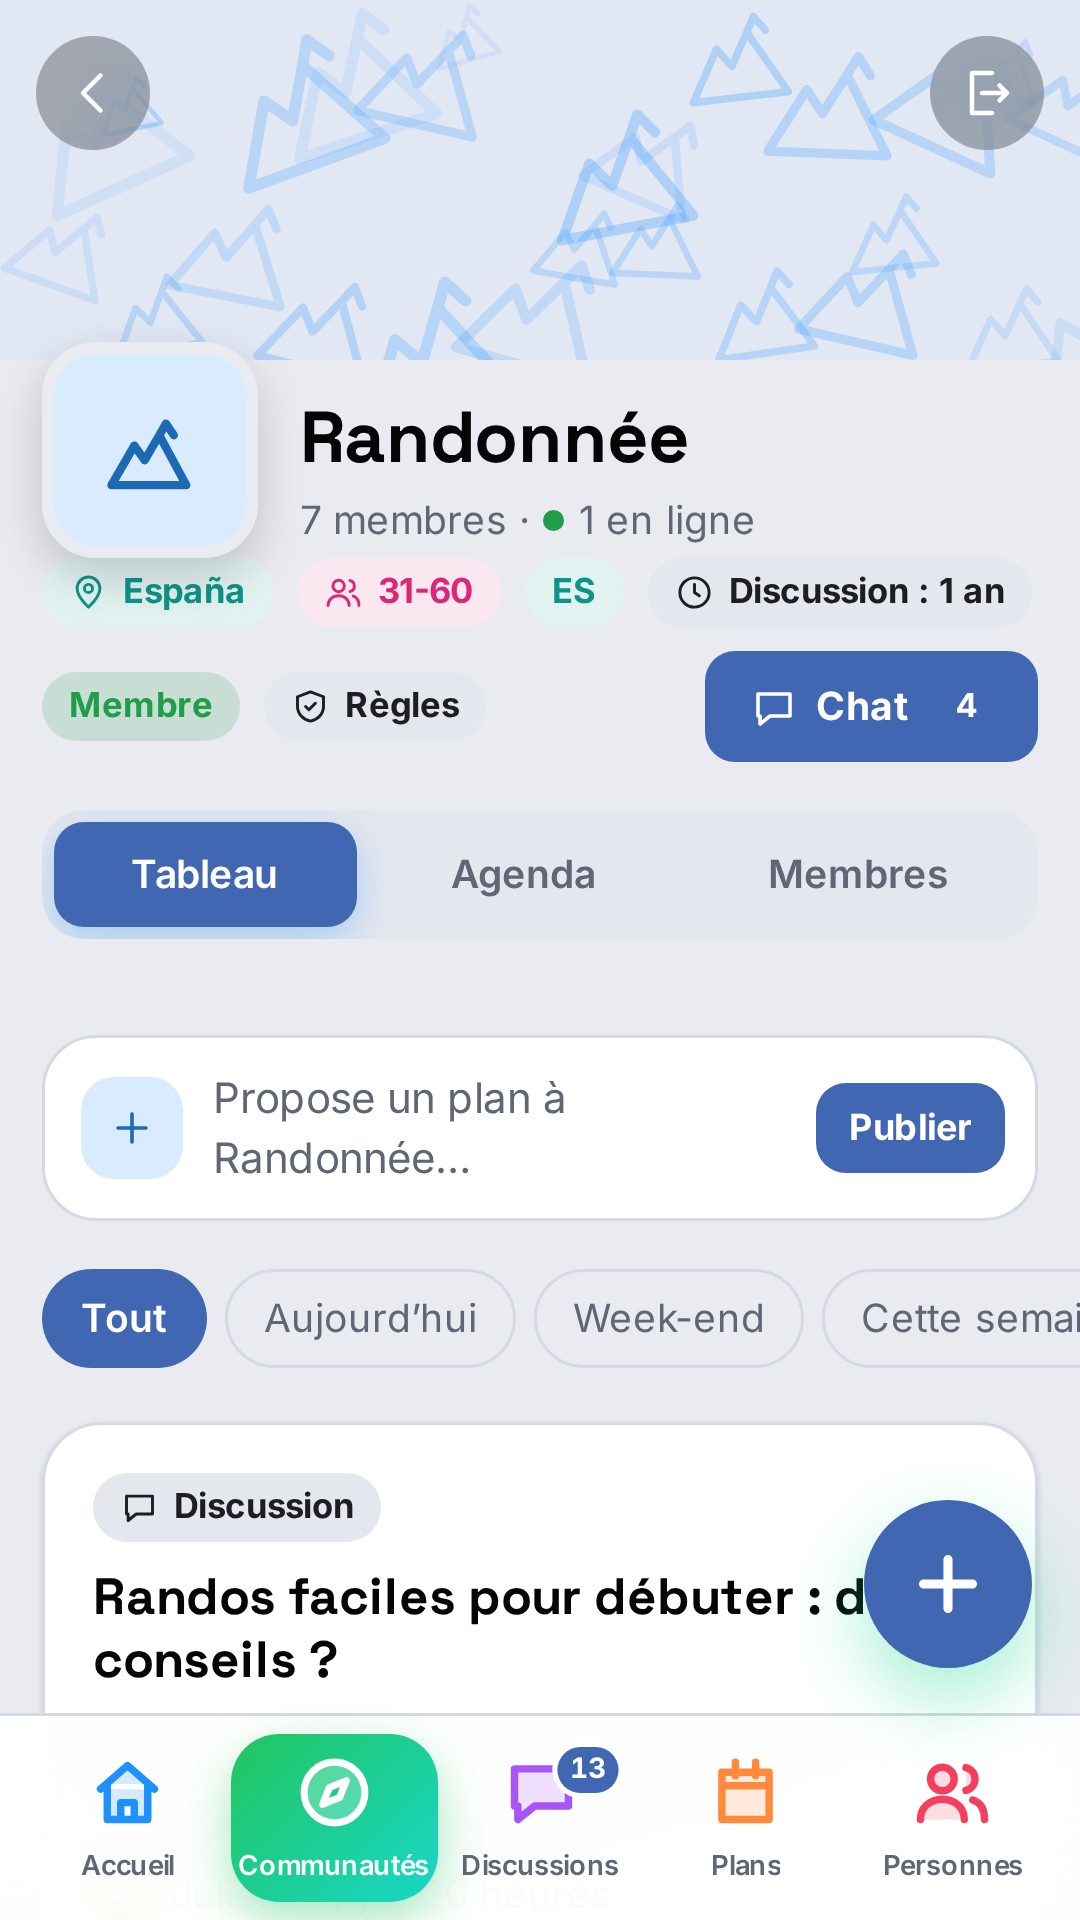 Randonnée
7 membres · 1 en ligne
España
31-60
ES
Discussion : 1 an
Membre
Règles
Chat 4
Tableau
Agenda
Membres
Propose un plan à
Randonnée...
Publier
Tout
Aujourd’hui
Week-end
Cette semai
Discussion
Randos faciles pour débuter : d
conseils ?
13
Accueil
Communautés
Discussions
Plans
Personnes